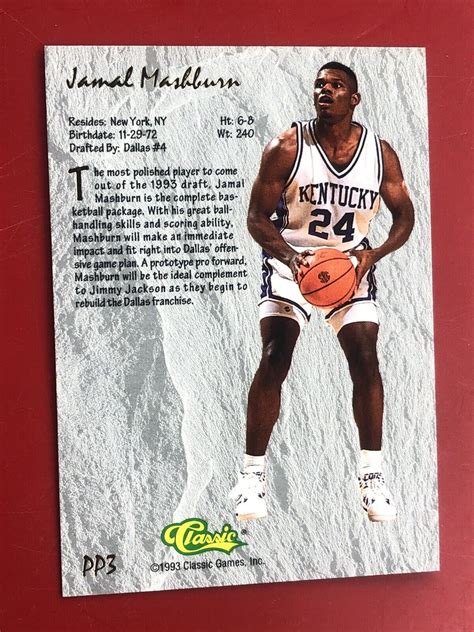 Jamal Mashburn
Resides: New York, NY Ht: 6-8
Birthdate: 11-29-72 Wt: 240
Drafted By: Dallas #4
The most polished player to come
out of the 1993 draft, Jamal
Mashburn is the complete bas-
ketball package. With his great ball-
handling skills and scoring ability,
Mashburn will make an immediate
impact and fit right into Dallas' offen-
sive game plan. A prototype pro forward,
Mashburn will be the ideal complement
to Jimmy Jackson as they begin to
rebuild the Dallas franchise.
KENTUCKY
24
Classic®
PP3
©1993 Classic Games, Inc.